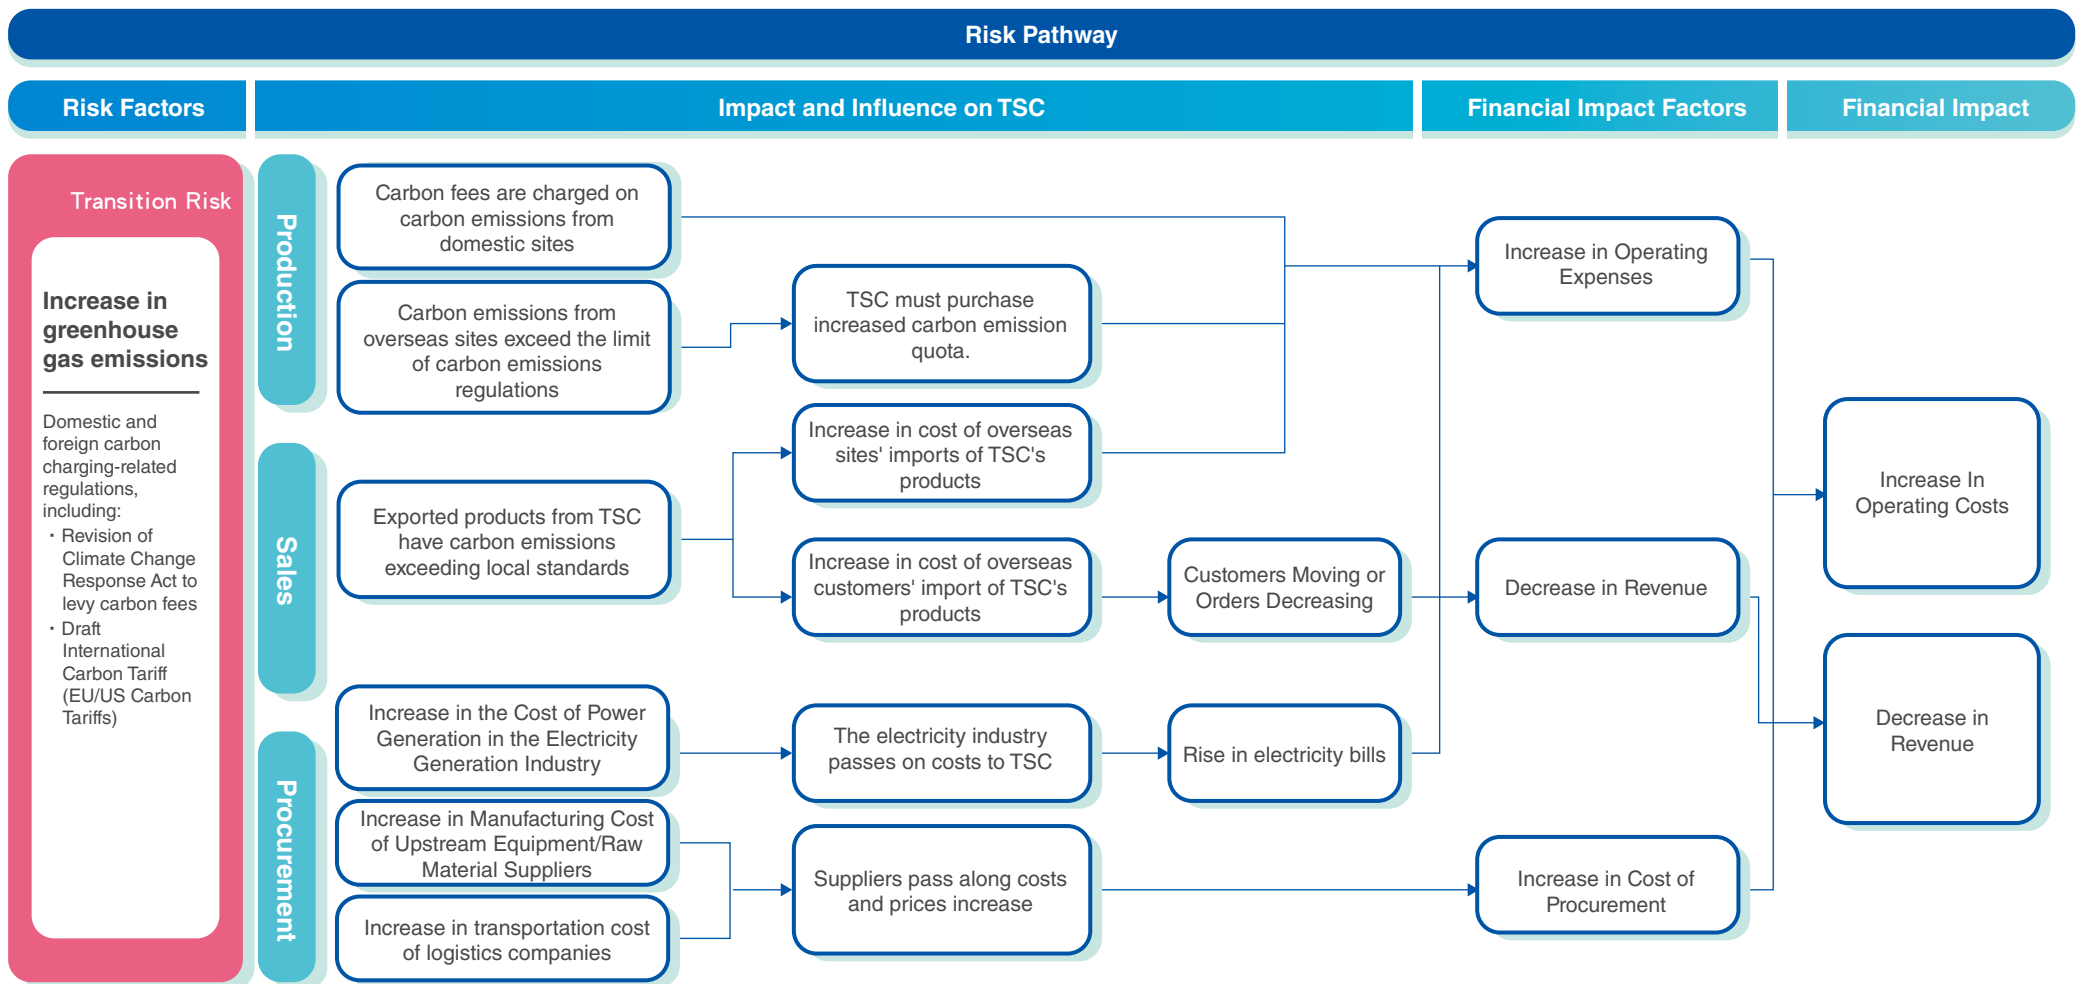 Risk Pathway
Risk Factors
Impact and Influence on TSC
Financial Impact Factors
Financial Impact
Transition Risk
Increase in
greenhouse
gas emissions
Domestic and
foreign carbon
charging-related
regulations,
including:
・Revision of
Climate Change
Response Act to
levy carbon fees
・Draft
International
Carbon Tariff
(EU/US Carbon
Tariffs)
Production
Carbon fees are charged on
carbon emissions from
domestic sites
Carbon emissions from
overseas sites exceed the limit
of carbon emissions
regulations
TSC must purchase
increased carbon emission
quota.
Sales
Exported products from TSC
have carbon emissions
exceeding local standards
Increase in cost of overseas
sites' imports of TSC's
products
Increase in cost of overseas
customers' import of TSC's
products
Customers Moving or
Orders Decreasing
Procurement
Increase in the Cost of Power
Generation in the Electricity
Generation Industry
The electricity industry
passes on costs to TSC
Rise in electricity bills
Increase in Manufacturing Cost
of Upstream Equipment/Raw
Material Suppliers
Increase in transportation cost
of logistics companies
Suppliers pass along costs
and prices increase
Increase in Operating
Expenses
Decrease in Revenue
Increase in Cost of
Procurement
Increase In
Operating Costs
Decrease in
Revenue